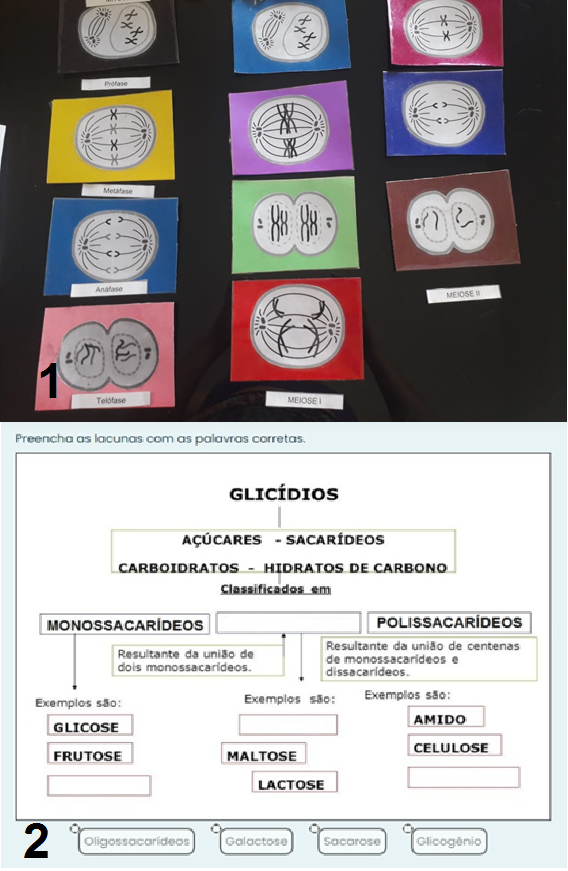 Prófase
Metáfase
Anáfase
MEIOSE II
1
Telófase
MEIOSE I
Preencha as lacunas com as palavras corretas.
GLICÍDIOS
AÇÚCARES - SACARÍDEOS
CARBOIDRATOS - HIDRATOS DE CARBONO
Classificados em
MONOSSACARÍDEOS
POLISSACARÍDEOS
Resultante da união de
dois monossacarídeos.
Resultante da união de centenas
de monossacarídeos e
dissacarídeos.
Exemplos são:
GLICOSE
FRUTOSE
Exemplos são:
MALTOSE
LACTOSE
Exemplos são:
AMIDO
CELULOSE
2
Oligossacarídeos
Galactose
Sacarose
Glicogênio